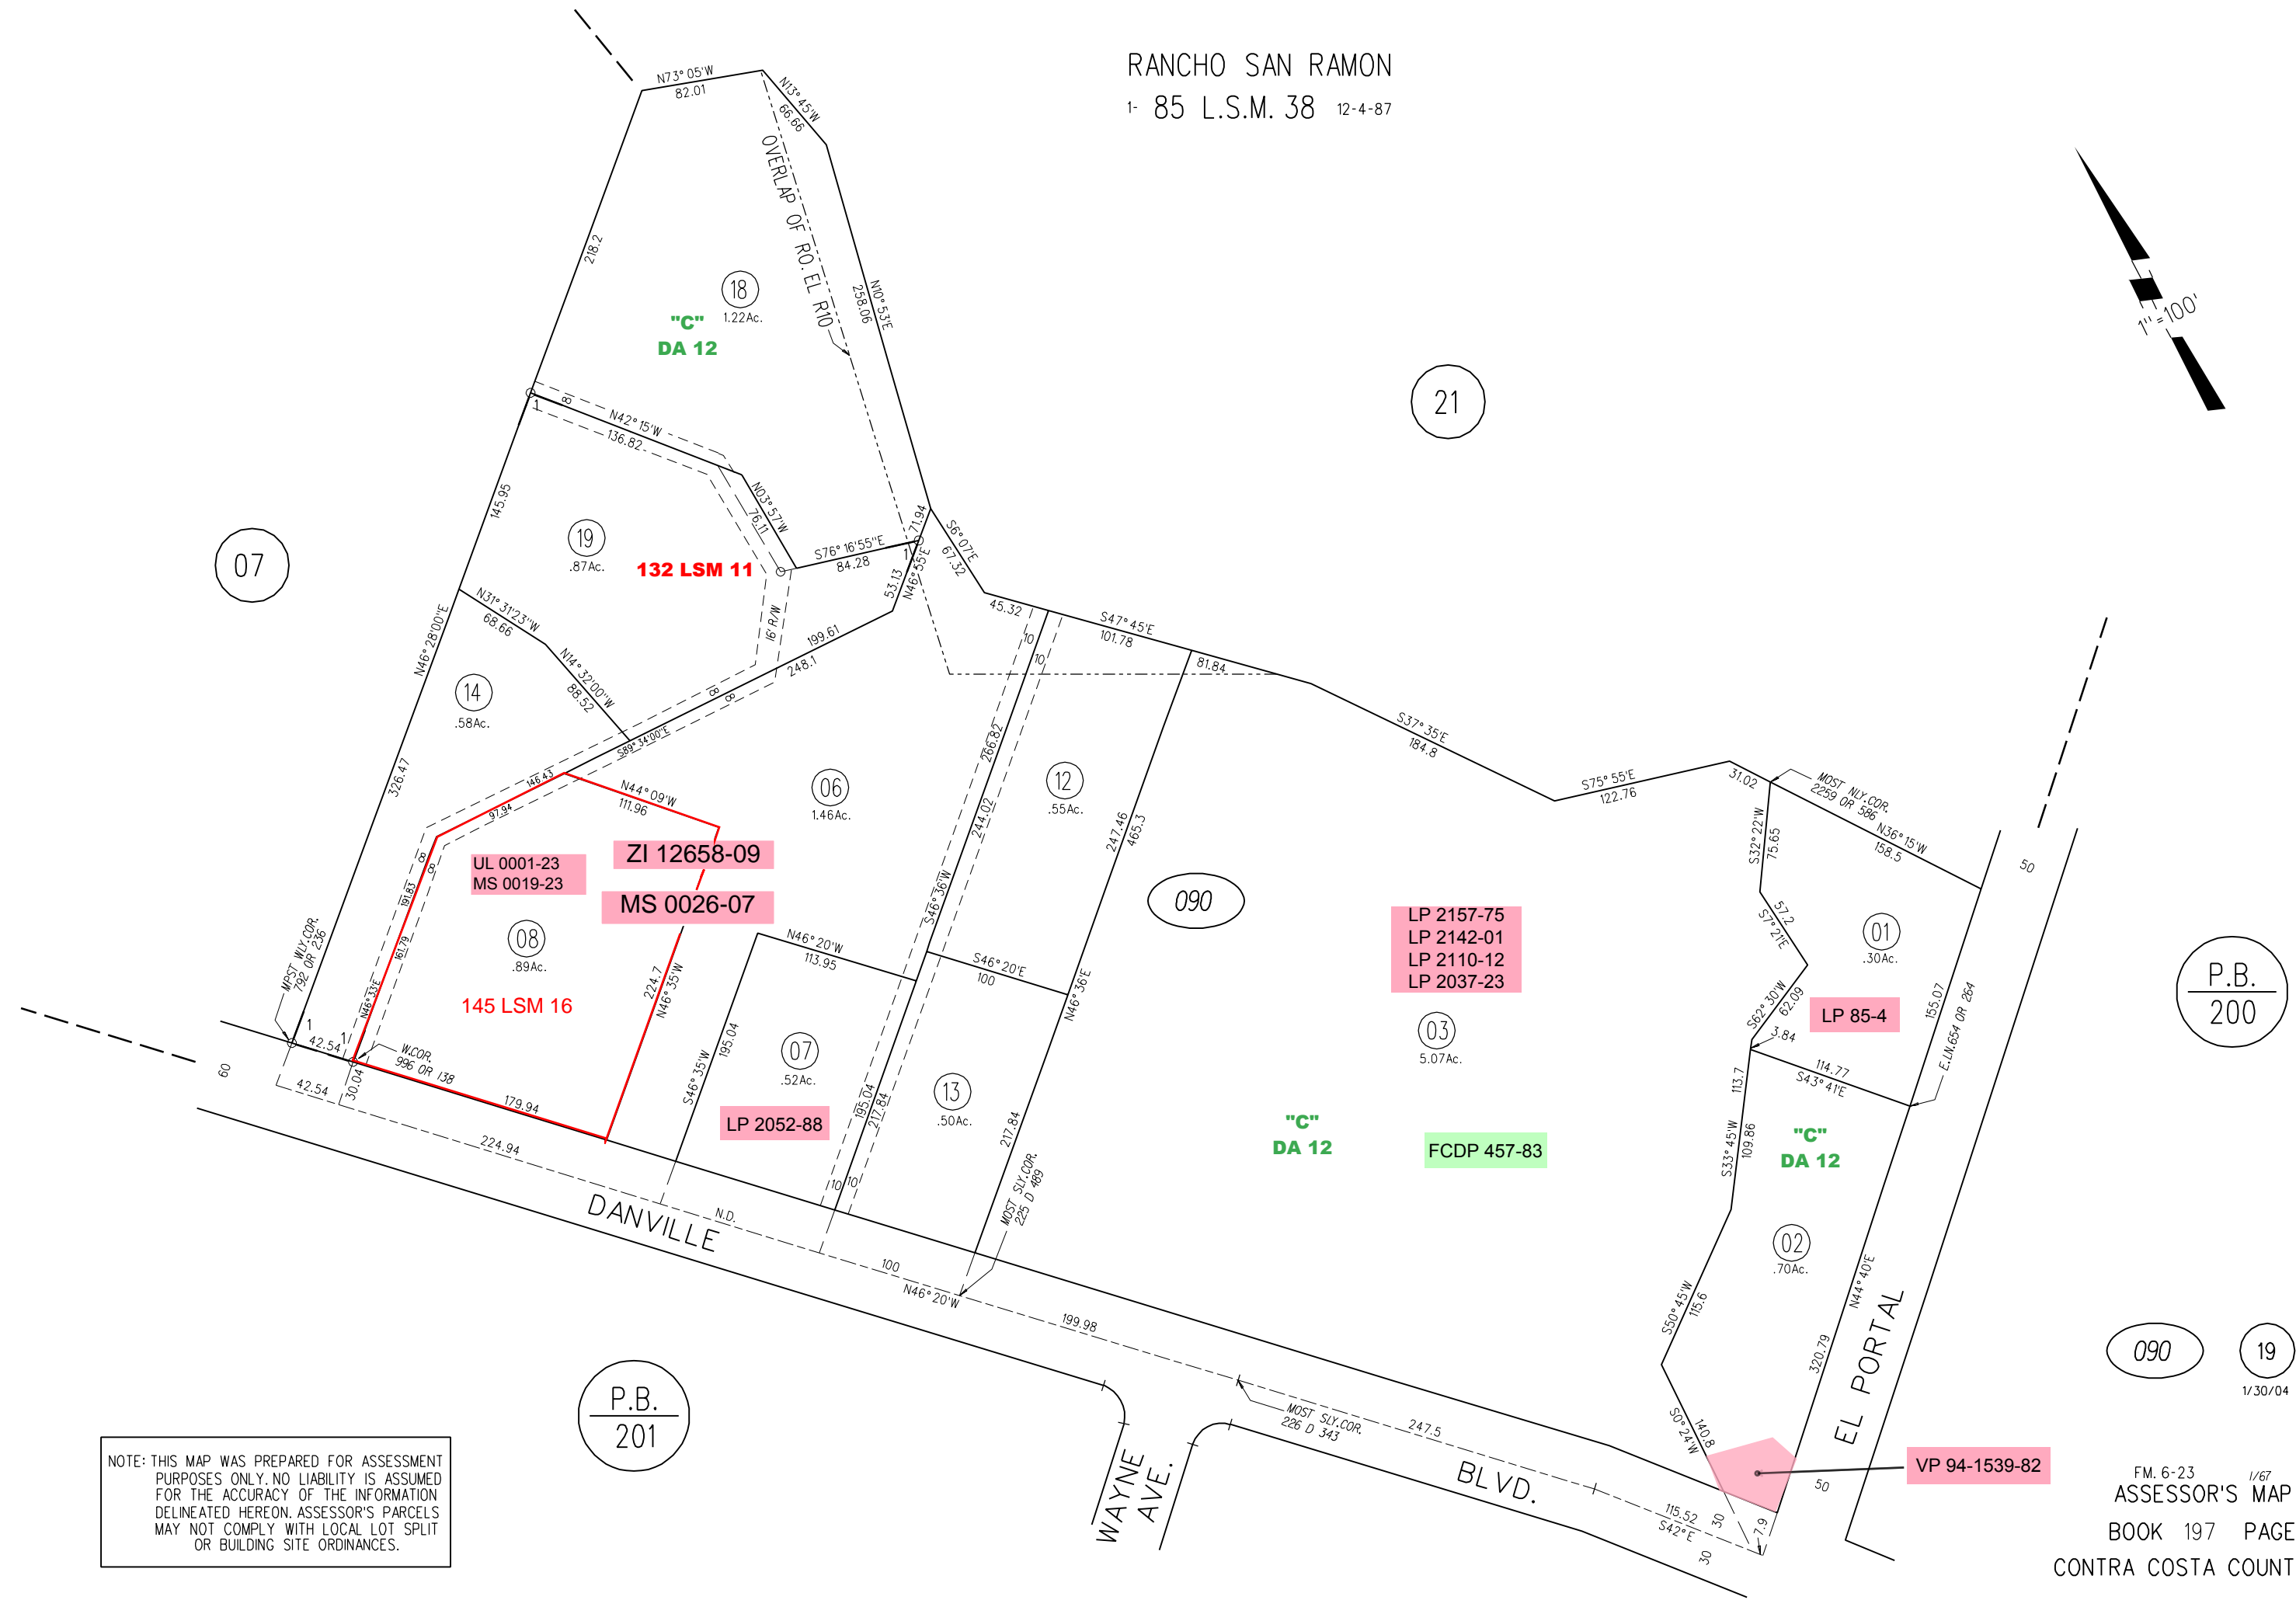 RANCHO SAN RAMON
1- 85 L.S.M. 38 12-4-87
N73°05'W
82.01
N13°45'W
66.66
OVERLAP OF RO. EL R10
218.2
18
1.22Ac.
"C"
DA 12
N10°53'E
258.06
1"=100'
21
8
1
N42°15'W
136.82
145.95
N03°57'W
76.11
19
.87Ac.
132 LSM 11
S76°16'55"E
84.28
71.94
1
53.13
N46°55'E
S6°07'E
67.32
07
N31°31'23"W
68.66
N14°32'00"W
88.52
16' R/W
199.61
248.1
45.32
S47°45'E
101.78
81.84
10
10
N46°28'00"E
14
.58Ac.
8
8
S89°34'00"E
326.47
146.43
97.94
N44°09'W
111.96
06
1.46Ac.
266.82
244.02
12
.55Ac.
247.46
465.3
S37°35'E
184.8
S75°55'E
122.76
31.02
MOST NLY.COR.
2259 OR 586
S32°22'W
75.65
N36°15'W
158.5
50
UL 0001-23
MS 0019-23
ZI 12658-09
MS 0026-07
8
8
191.83
161.79
N46°33'E
08
.89Ac.
145 LSM 16
224.7
N46°35'W
S46°36'W
N46°20'W
113.95
S46°20'E
100
N46°36'E
090
LP 2157-75
LP 2142-01
LP 2110-12
LP 2037-23
03
5.07Ac.
57.2
S7°21'E
01
.30Ac.
S62°30'W
62.09
LP 85-4
3.84
155.07
E.LN.654 OR 264
P.B.
200
MPST WLY.COR.
792 OR 236
1
1
42.54
W.COR.
996 OR 138
60
42.54
30.04
179.94
224.94
S46°35'W
195.04
07
.52Ac.
LP 2052-88
195.04
217.84
13
.50Ac.
217.84
10
10
MOST SLY.COR.
225 D 489
"C"
DA 12
FCDP 457-83
113.7
114.77
S43°41'E
S33°45'W
109.86
"C"
DA 12
02
.70Ac.
N44°40'E
320.79
S50°45'W
115.6
S0°24'W
140.8
DANVILLE
N.D.
100
N46°20'W
199.98
MOST SLY.COR.
226 D 343
247.5
BLVD.
WAYNE
AVE.
115.52
S42°E
30
30
7.9
50
EL PORTAL
VP 94-1539-82
P.B.
201
090
19
1/30/04
FM. 6-23
1/67
ASSESSOR'S MAP
BOOK 197 PAGE
CONTRA COSTA COUNT
NOTE: THIS MAP WAS PREPARED FOR ASSESSMENT
PURPOSES ONLY. NO LIABILITY IS ASSUMED
FOR THE ACCURACY OF THE INFORMATION
DELINEATED HEREON. ASSESSOR'S PARCELS
MAY NOT COMPLY WITH LOCAL LOT SPLIT
OR BUILDING SITE ORDINANCES.